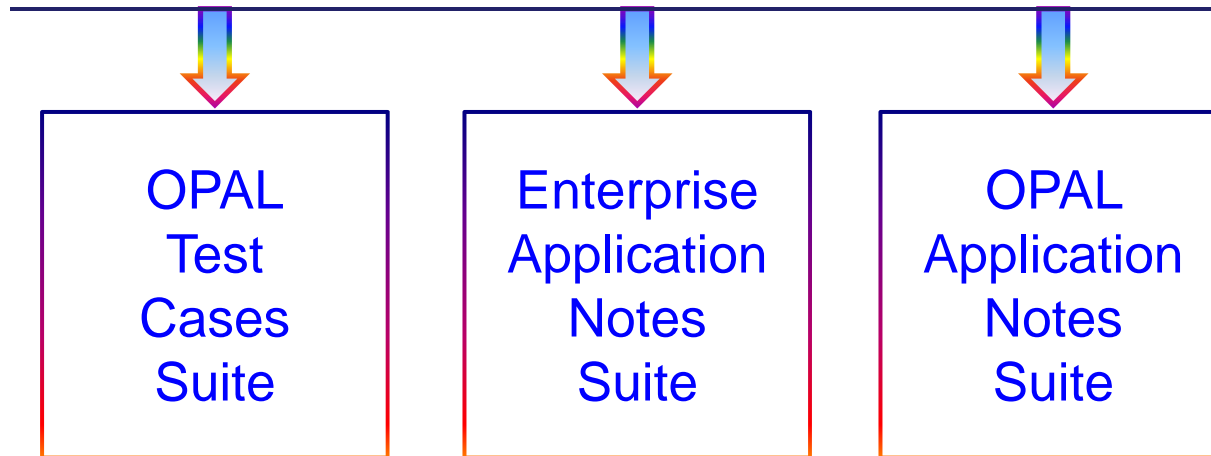 OPAL
Test
Cases
Suite
Enterprise
Application
Notes
Suite
OPAL
Application
Notes
Suite